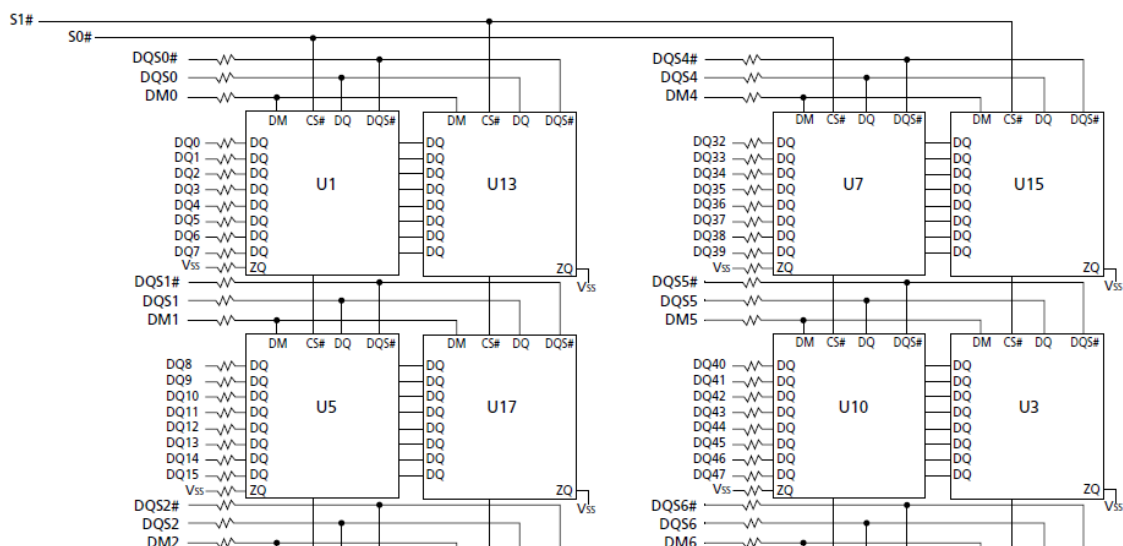 S1#
S0#
DQS0# DQS4#
DQS0 DQS4
DM0 DM4
DM CS# DQ DQS# DM CS# DQ DQS# DM CS# DQ DQS# DM CS# DQ DQS#
DQ0 DQ DQ DQ32 DQ DQ
DQ1 DQ DQ DQ33 DQ DQ
DQ2 DQ DQ DQ34 DQ DQ
U1 U13 U7 U15
DQ3 DQ DQ DQ35 DQ DQ
DQ4 DQ DQ DQ36 DQ DQ
DQ5 DQ DQ DQ37 DQ DQ
DQ6 DQ DQ DQ38 DQ DQ
DQ7 DQ DQ DQ39 DQ DQ
Vss ZQ ZQ Vss ZQ ZQ
DQS1# Vss DQS5# Vss
DQS1 DQS5
DM1 DM5
DM CS# DQ DQS# DM CS# DQ DQS# DM CS# DQ DQS# DM CS# DQ DQS#
DQ8 DQ DQ DQ40 DQ DQ
DQ9 DQ DQ DQ41 DQ DQ
DQ10 DQ DQ DQ42 DQ DQ
U5 U17 U10 U3
DQ11 DQ DQ DQ43 DQ DQ
DQ12 DQ DQ DQ44 DQ DQ
DQ13 DQ DQ DQ45 DQ DQ
DQ14 DQ DQ DQ46 DQ DQ
DQ15 DQ DQ DQ47 DQ DQ
Vss ZQ ZQ Vss ZQ ZQ
DQS2# Vss DQS6# Vss
DQS2 DQS6
DM2 DM6